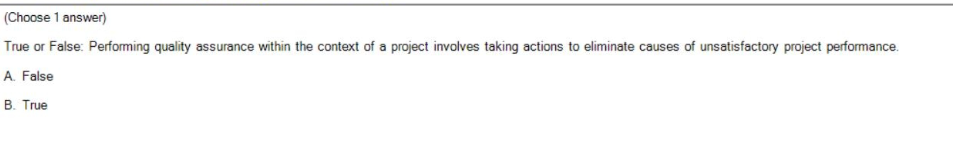 (Choose 1 answer)
True or False: Performing quality assurance within the context of a project involves taking actions to eliminate causes of unsatisfactory project performance.
A. False
B. True